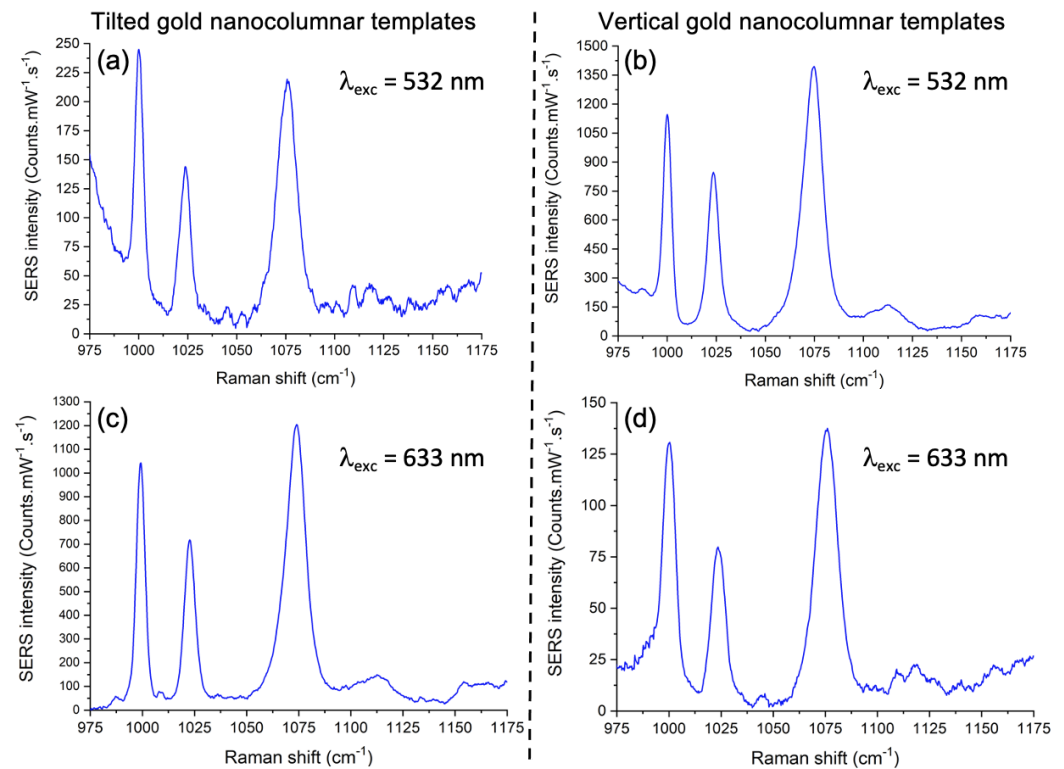 Tilted gold nanocolumnar templates
Vertical gold nanocolumnar templates
(a)
λexc = 532 nm
SERS intensity (Counts.mW⁻¹.s⁻¹)
250
225
200
175
150
125
100
75
50
25
0
975 1000 1025 1050 1075 1100 1125 1150 1175
Raman shift (cm⁻¹)
(b)
λexc = 532 nm
SERS intensity (Counts.mW⁻¹.s⁻¹)
1500
1350
1200
1050
900
750
600
450
300
150
0
975 1000 1025 1050 1075 1100 1125 1150 1175
Raman shift (cm⁻¹)
(c)
λexc = 633 nm
SERS intensity (Counts.mW⁻¹.s⁻¹)
1300
1200
1100
1000
900
800
700
600
500
400
300
200
100
0
975 1000 1025 1050 1075 1100 1125 1150 1175
Raman shift (cm⁻¹)
(d)
λexc = 633 nm
SERS intensity (Counts.mW⁻¹.s⁻¹)
150
125
100
75
50
25
0
975 1000 1025 1050 1075 1100 1125 1150 1175
Raman shift (cm⁻¹)